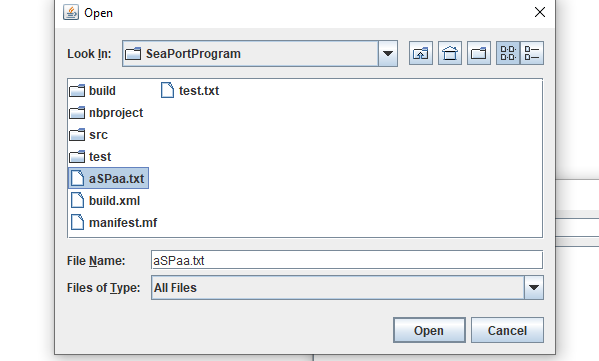 Open
Look In: SeaPortProgram
build
nbproject
src
test
aSPaa.txt
build.xml
manifest.mf
test.txt
File Name: aSPaa.txt
Files of Type: All Files
Open Cancel